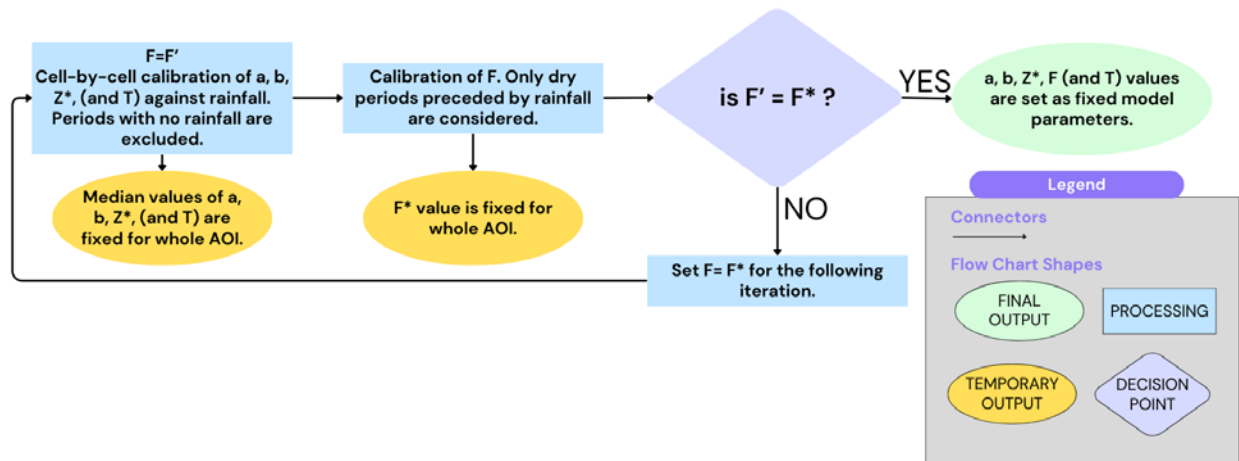 F=F'
Cell-by-cell calibration of a, b,
Z*, (and T) against rainfall.
Periods with no rainfall are
excluded.
Median values of a,
b, Z*, (and T) are
fixed for whole AOI.
Calibration of F. Only dry
periods preceded by rainfall
are considered.
F* value is fixed for
whole AOI.
is F' = F* ?
YES
a, b, Z*, F (and T) values
are set as fixed model
parameters.
NO
Set F= F* for the following
iteration.
Legend
Connectors
Flow Chart Shapes
FINAL
OUTPUT
PROCESSING
TEMPORARY
OUTPUT
DECISION
POINT